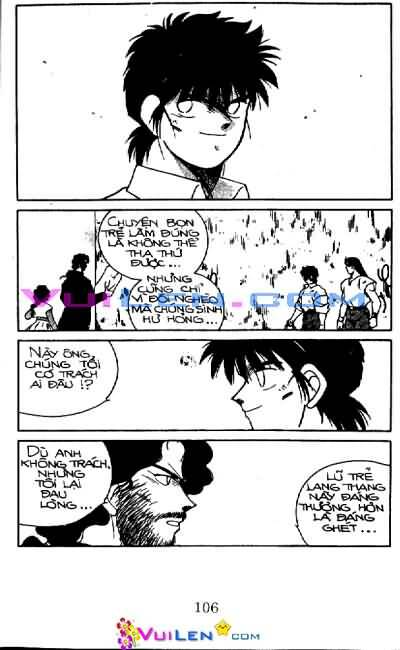 CHUYỆN BỌN
TRẺ LÀM ĐÚNG
LÀ KHÔNG THỂ
THA THỨ
ĐƯỢC...
NHƯNG
CŨNG CHỈ
VÌ ĐÓI NGHÈO
MÀ CHÚNG SINH
HƯ HỎNG...
VUILEN.COM
NÀY ÔNG,
CHÚNG TÔI
CÓ TRÁCH
AI ĐÂU !?
DÙ ANH
KHÔNG TRÁCH,
NHƯNG
TÔI LẠI
ĐAU
LÒNG...
LŨ TRẺ
LANG THANG
NÀY ĐÁNG
THƯƠNG HƠN
LÀ ĐÁNG
GHÉT...
106
VUILEN.COM